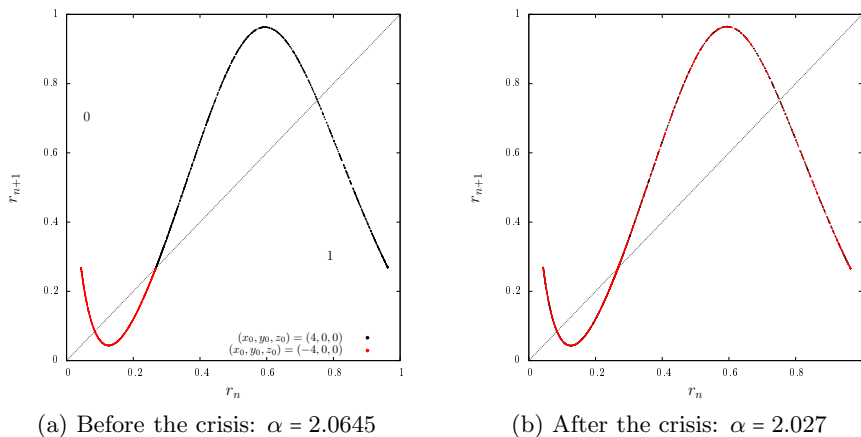 1
0.8
0.6
0.4
0.2
0
r_{n+1}
0
1
(x_0, y_0, z_0) = (4, 0, 0)
(x_0, y_0, z_0) = (-4, 0, 0)
0 0.2 0.4 0.6 0.8 1
r_n
(a) Before the crisis: α = 2.0645
1
0.8
0.6
0.4
0.2
0
r_{n+1}
0 0.2 0.4 0.6 0.8
r_n
(b) After the crisis: α = 2.027